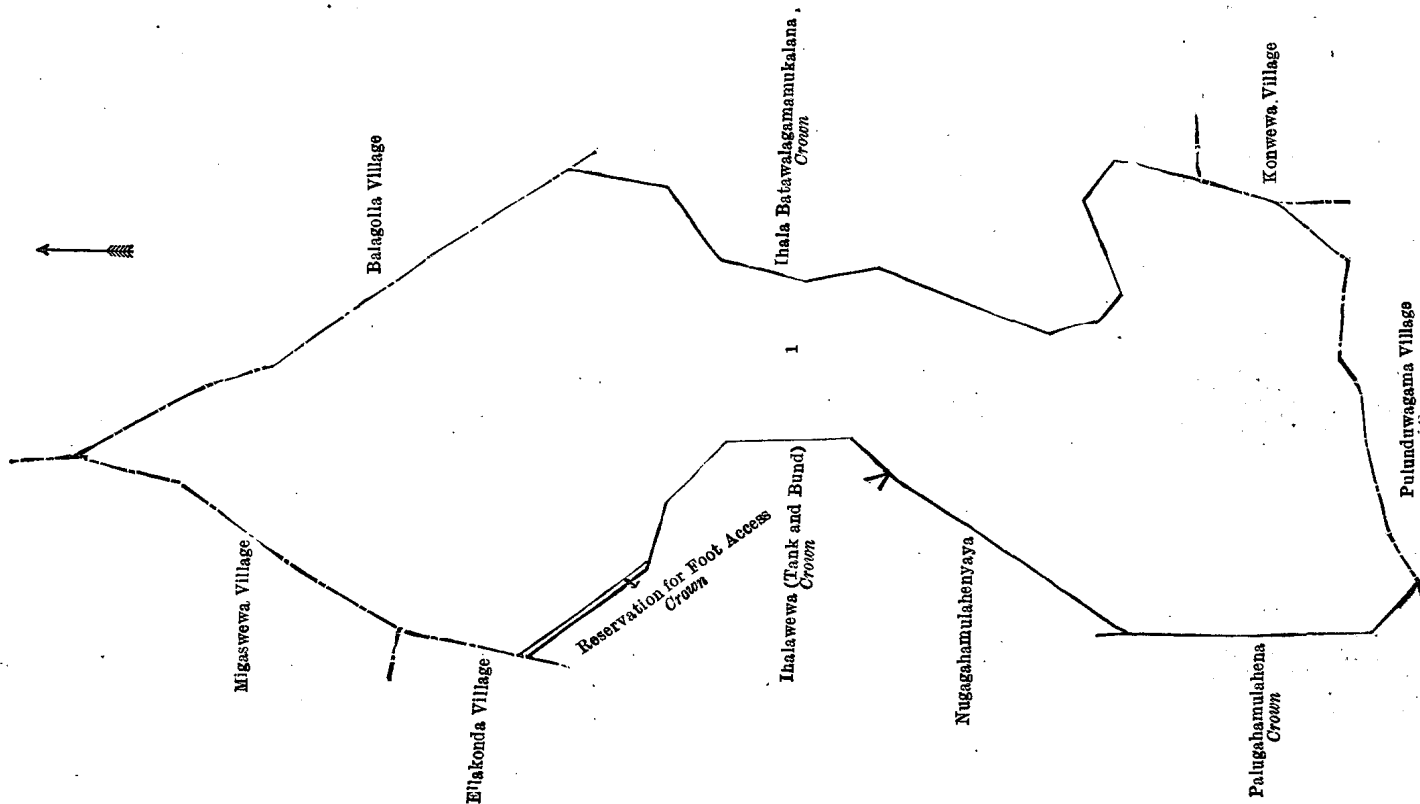 Migaswewa Village
Balagolla Village
Ellakonda Village
Reservation for Foot Access
Crown
Ihalawewa (Tank and Bund)
Crown
1
Ihala Batawalagamamukalana,
Crown
Nugagahamulahenyaya
Palugahamulahena
Crown
Konwewa Village
Pulunduwagama Village